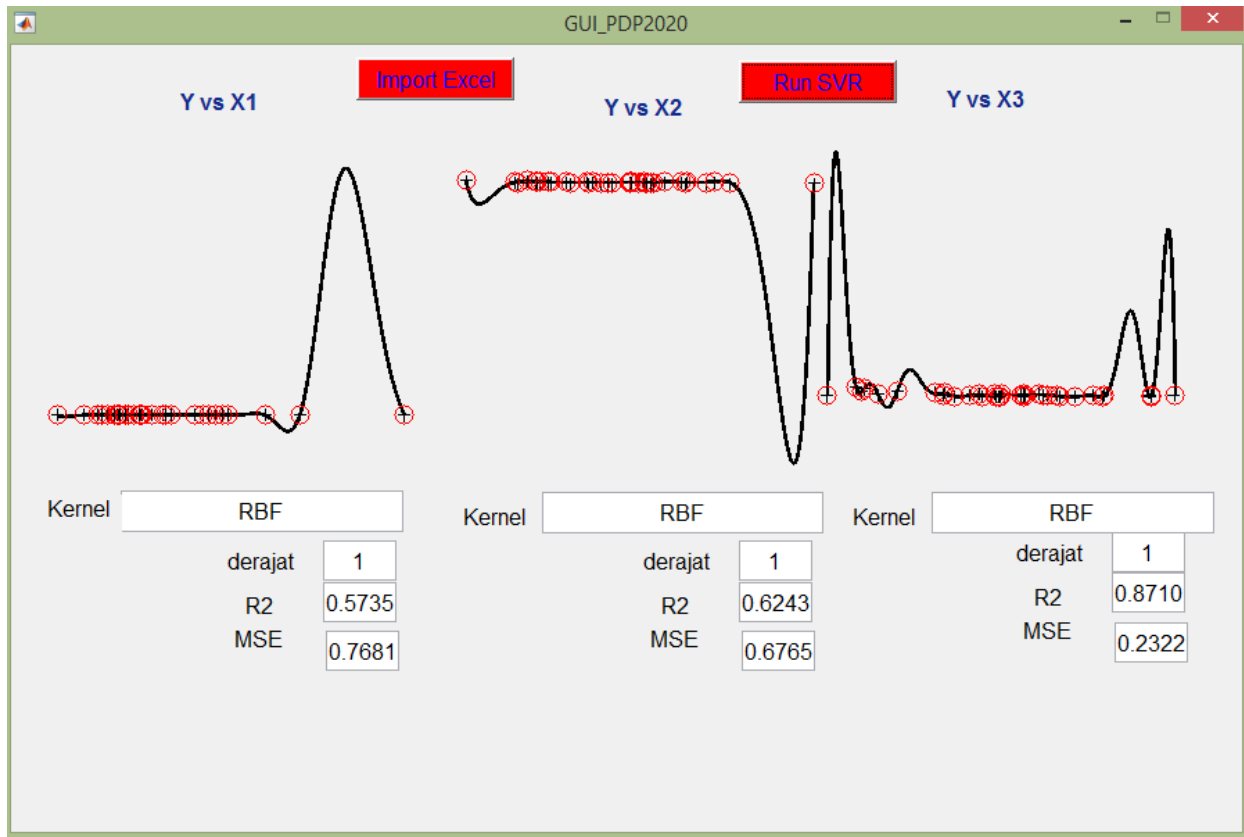 GUI_PDP2020
Import Excel
Run SVR
Y vs X1
Y vs X2
Y vs X3
Kernel RBF
derajat 1
R2 0.5735
MSE 0.7681
Kernel RBF
derajat 1
R2 0.6243
MSE 0.6765
Kernel RBF
derajat 1
R2 0.8710
MSE 0.2322